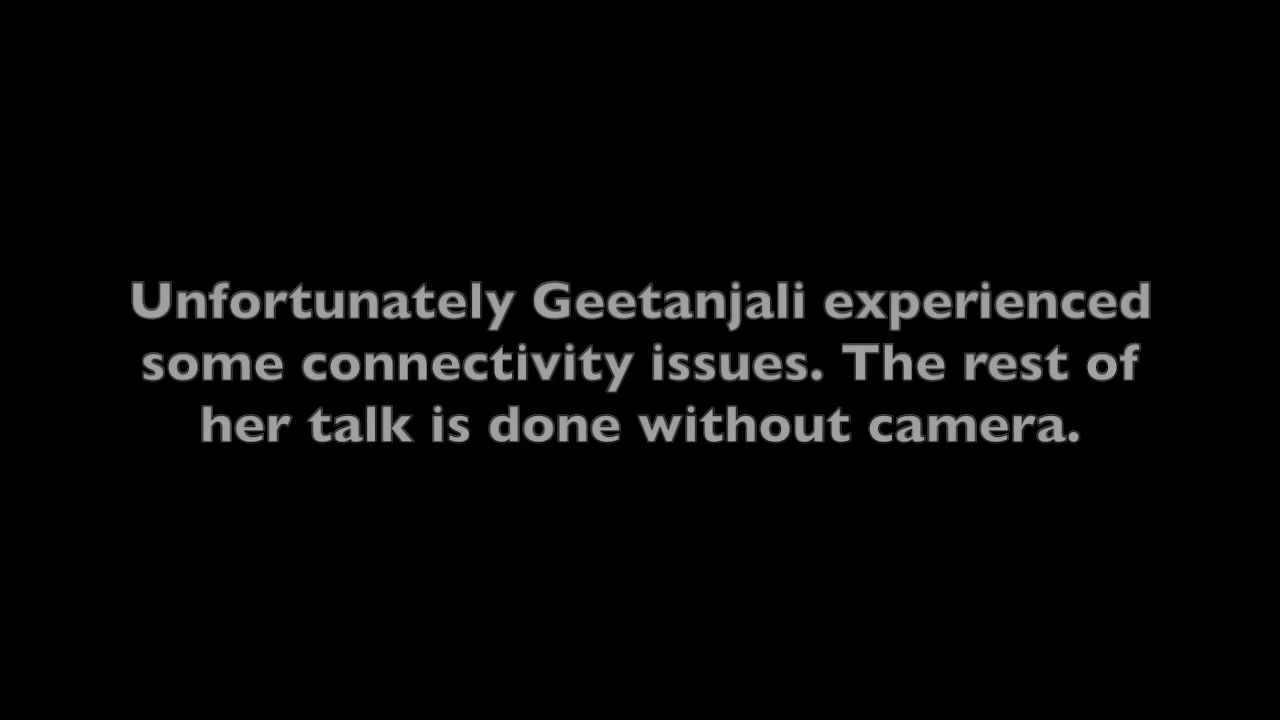 Unfortunately Geetanjali experienced
some connectivity issues. The rest of
her talk is done without camera.